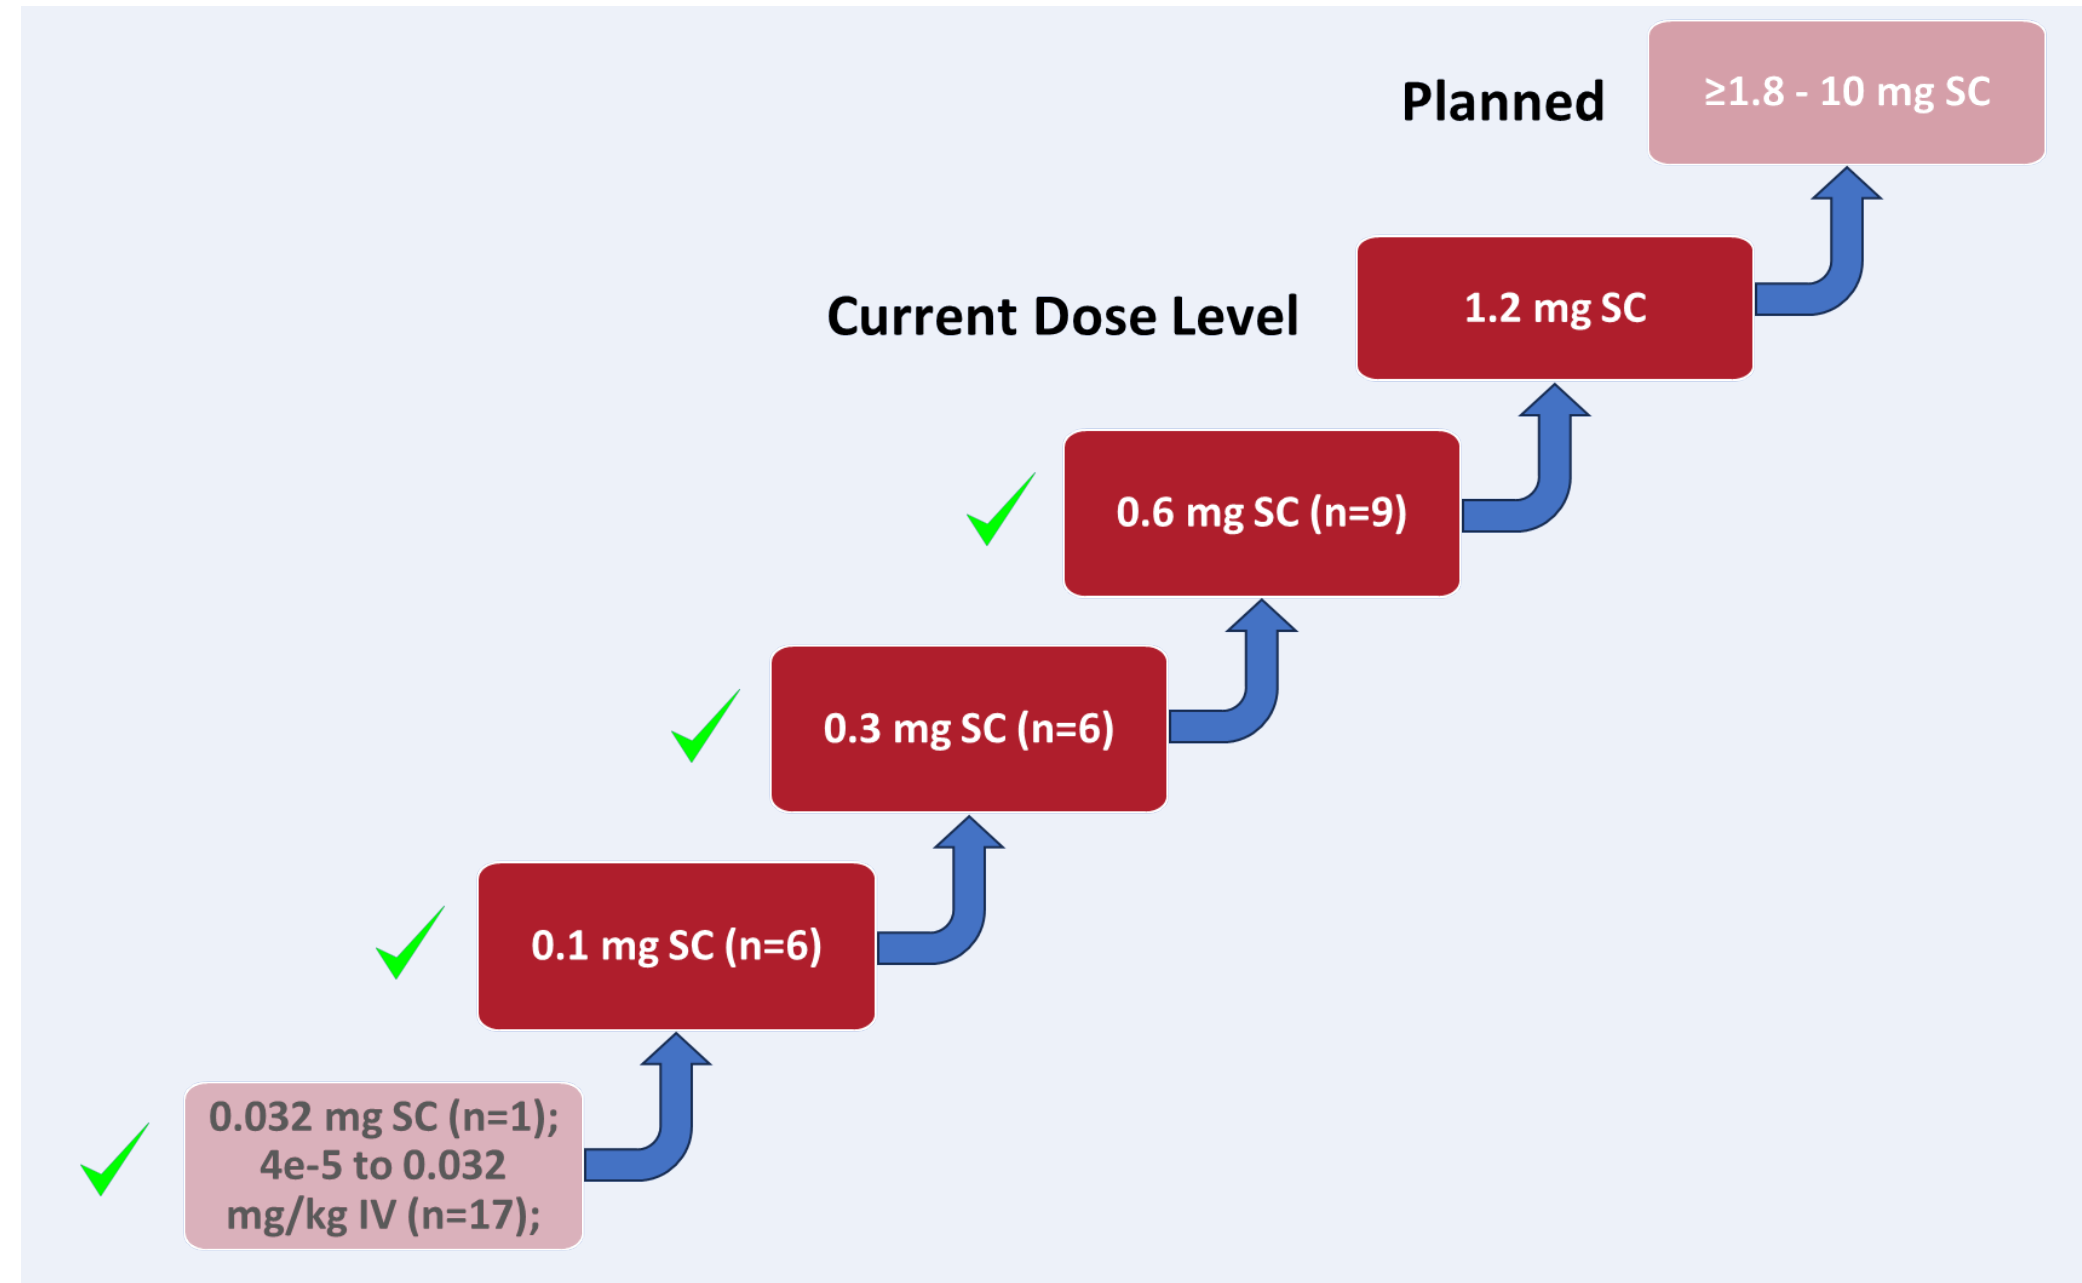 Planned
≥1.8 - 10 mg SC
Current Dose Level
1.2 mg SC
0.6 mg SC (n=9)
0.3 mg SC (n=6)
0.1 mg SC (n=6)
0.032 mg SC (n=1);
4e-5 to 0.032
mg/kg IV (n=17);